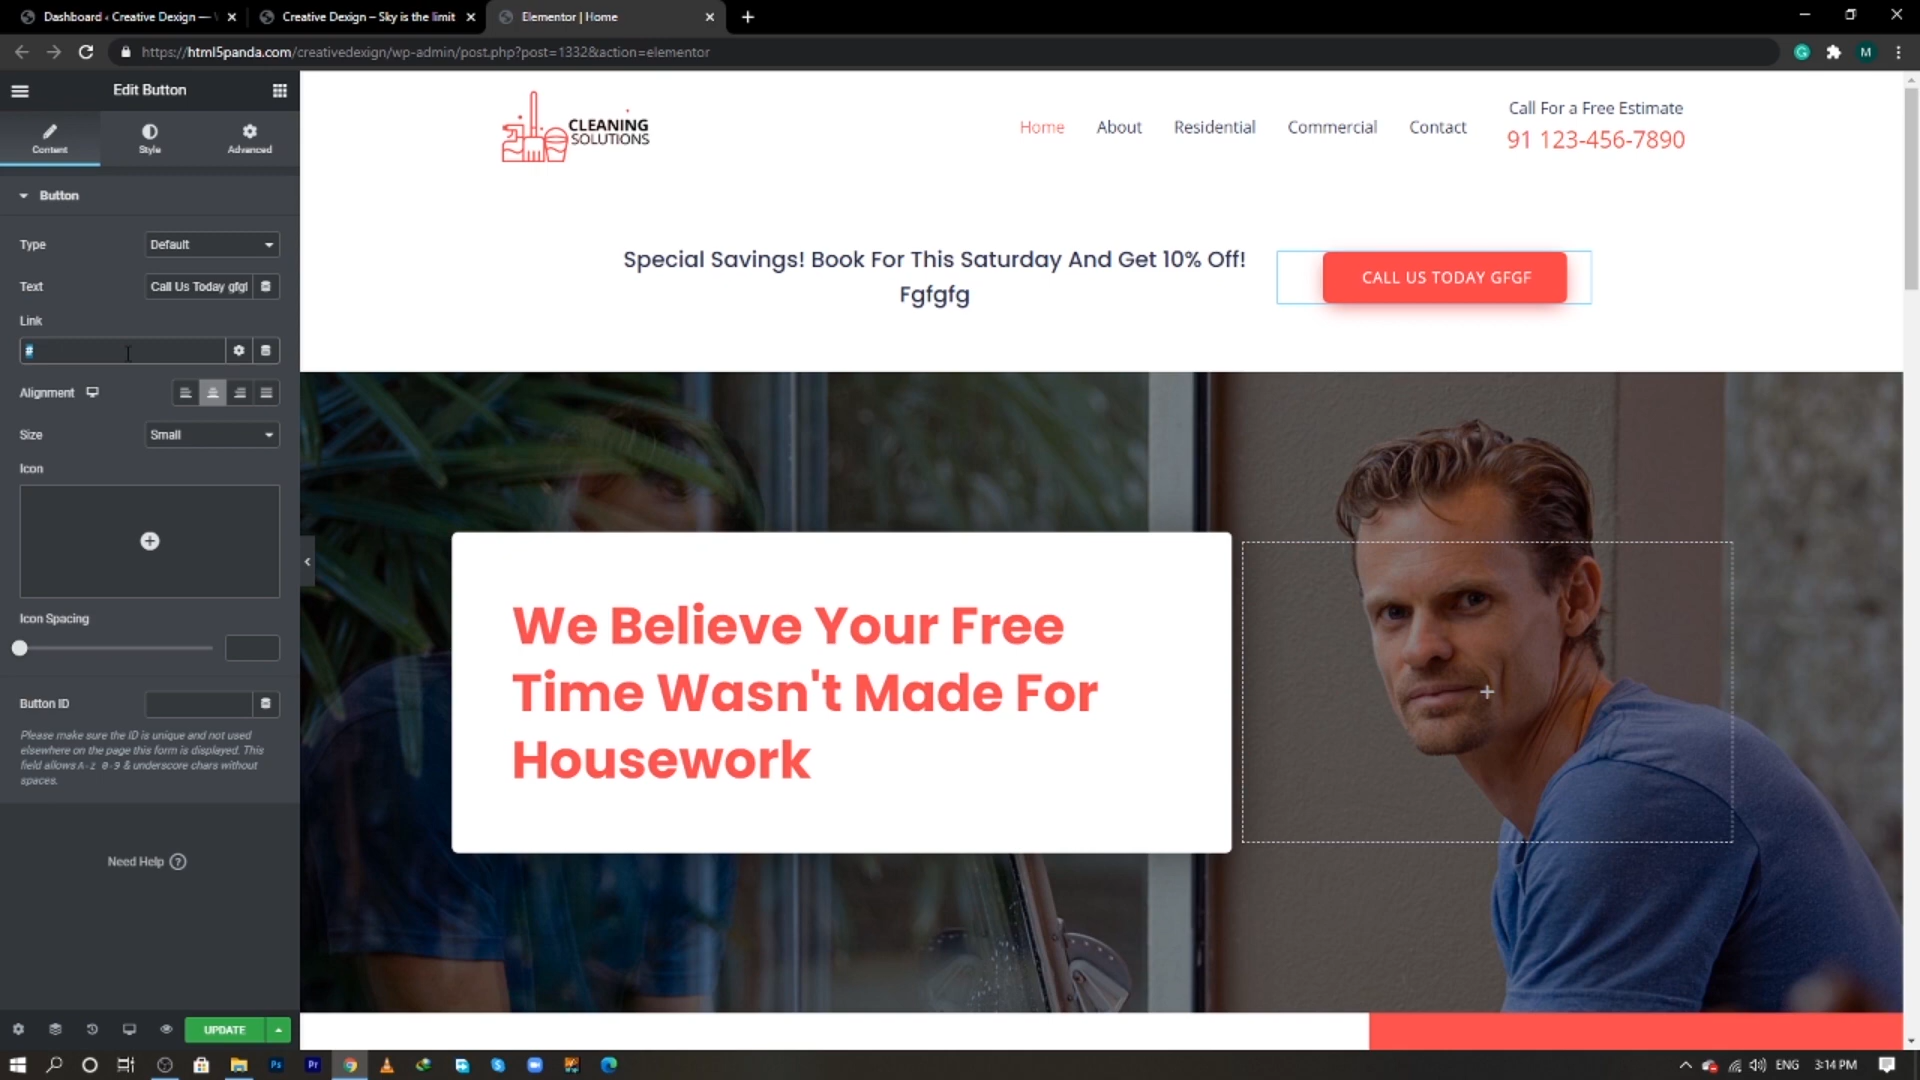 Dashboard ‹ Creative Dexign —
Creative Dexign – Sky is the limit
Elementor | Home
https://html5panda.com/creativedexign/wp-admin/post.php?post=1332&action=elementor
M
Edit Button
Content
Style
Advanced
Button
Type
Default
Text
Call Us Today gfgf
Link
#
Alignment
Size
Small
Icon
Icon Spacing
Button ID
Please make sure the ID is unique and not used
elsewhere on the page this form is displayed. This
field allows A-z 0-9 & underscore chars without
spaces.
Need Help
UPDATE
CLEANING
SOLUTIONS
Home
About
Residential
Commercial
Contact
Call For a Free Estimate
91 123-456-7890
Special Savings! Book For This Saturday And Get 10% Off!
Fgfgfg
CALL US TODAY GFGF
We Believe Your Free
Time Wasn't Made For
Housework
Ps
Pr
ENG
3:14 PM